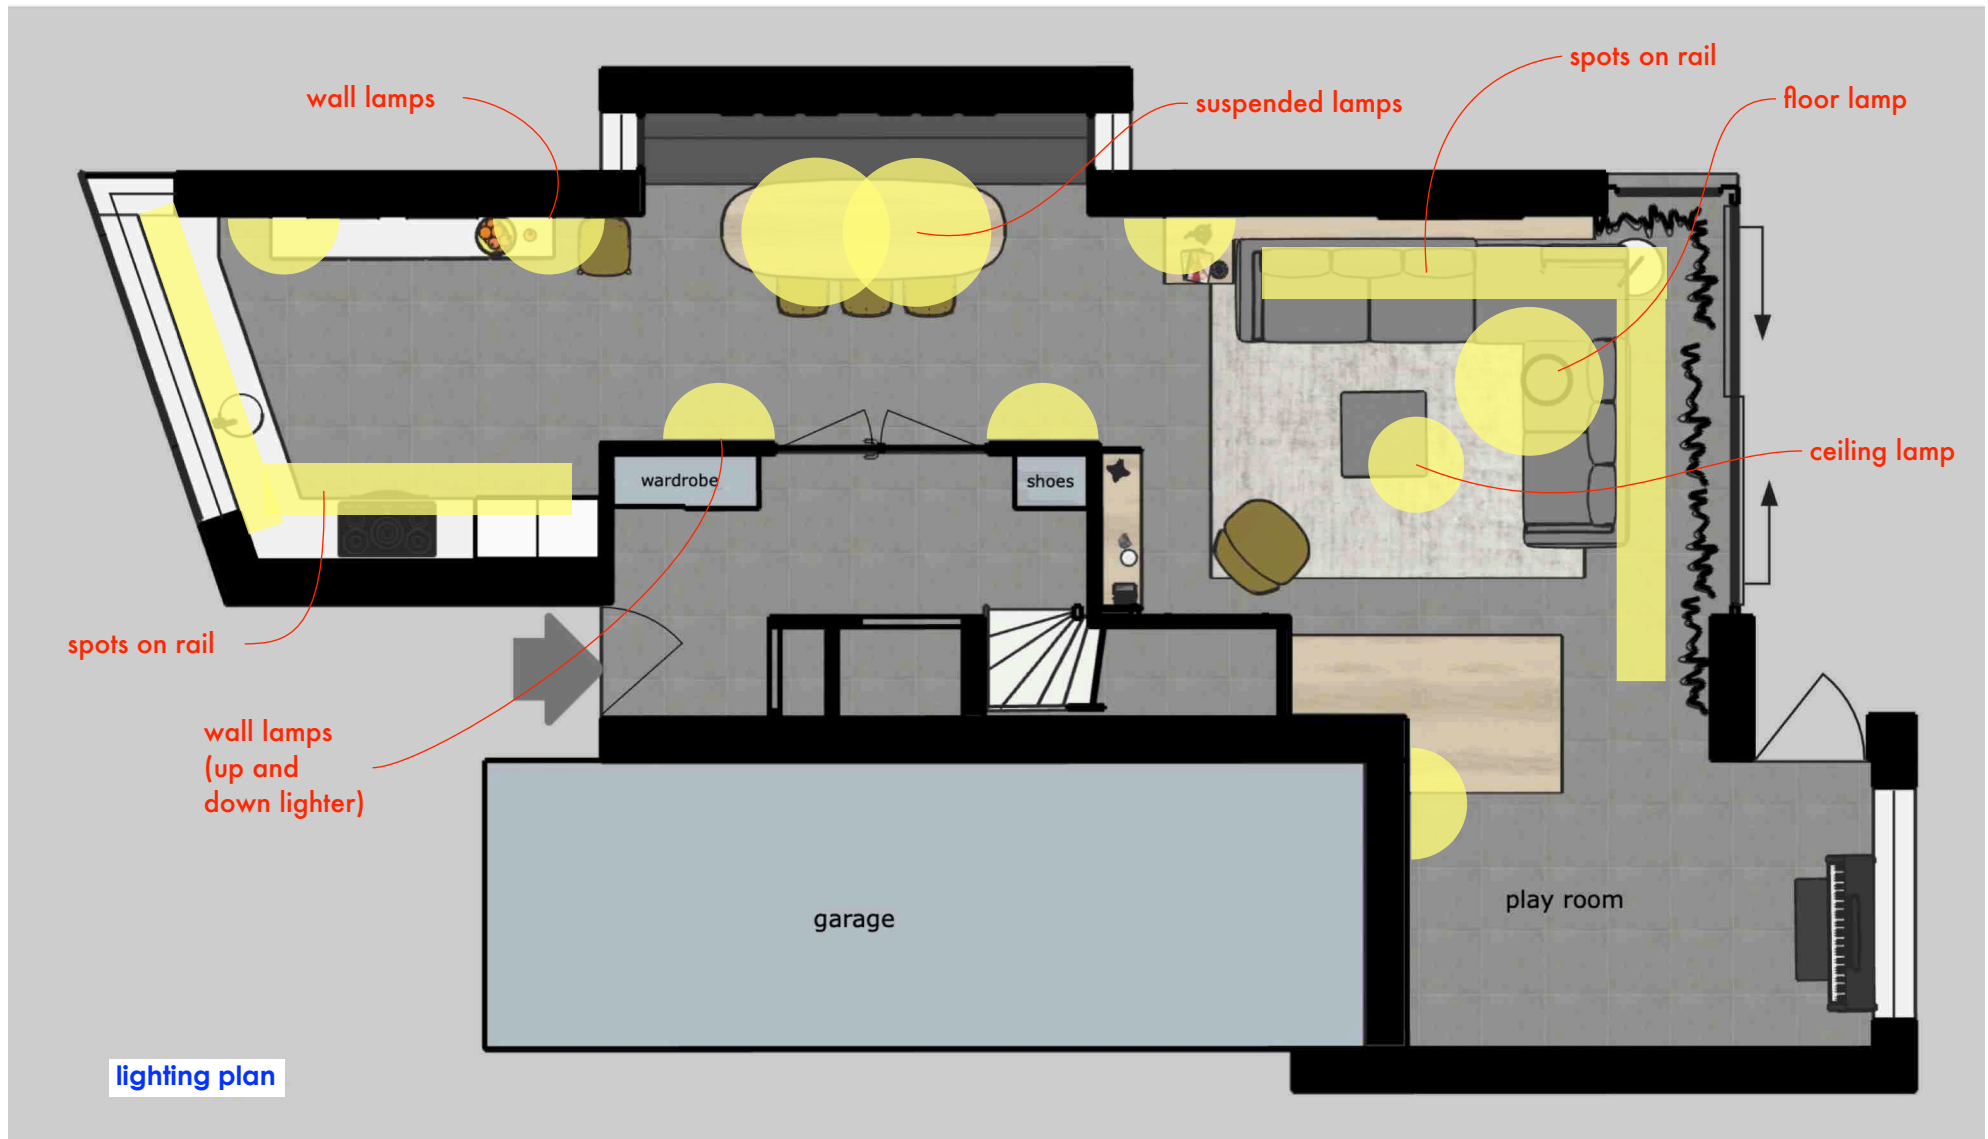 spots on rail
wall lamps
suspended lamps
floor lamp
ceiling lamp
wardrobe
shoes
spots on rail
wall lamps
(up and
down lighter)
play room
garage
lighting plan